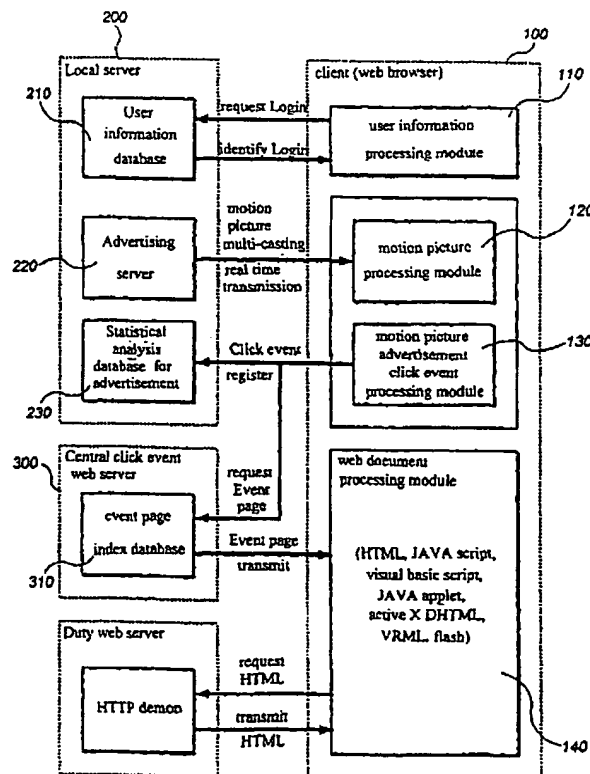 200
100
Local server
client (web browser)
210
110
User
information
database
request Login
identify Login
user information
processing module
motion
picture
multi-casting
real time
transmission
Advertising
server
220
120
motion picture
processing module
Statistical
analysis
database for
advertisement
230
Click event
register
130
motion picture
advertisement
click event
processing module
300
Central click event
web server
request
Event
page
web document
processing module
event page
index database
310
Event page
transmit
(HTML, JAVA script,
visual basic script,
JAVA applet,
active X DHTML,
VRML, flash)
Duty web server
HTTP demon
request
HTML
transmit
HTML
140